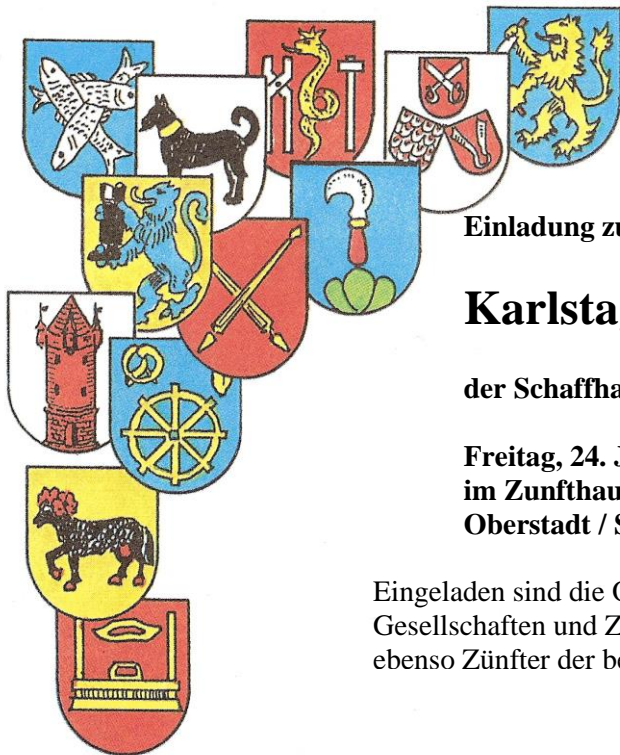 Einladung zu
Karlsta
der Schaffha
Freitag, 24. J
im Zunfthau
Oberstadt / S
Eingeladen sind die G
Gesellschaften und Z
ebenso Zünfter der be